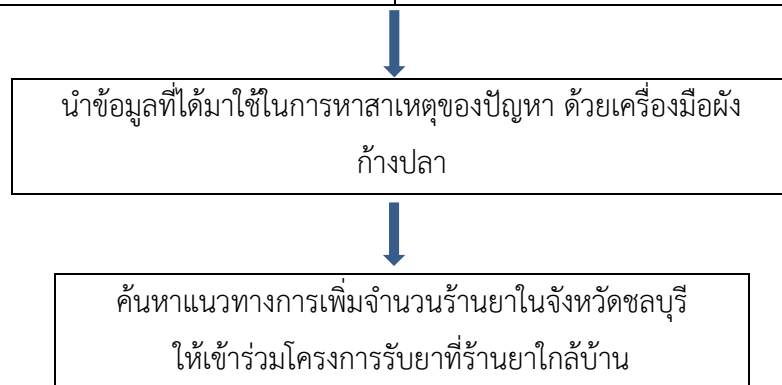 นำข้อมูลที่ได้มาใช้ในการหาสาเหตุของปัญหา ด้วยเครื่องมือผัง
ก้างปลา
ค้นหาแนวทางการเพิ่มจำนวนร้านยาในจังหวัดชลบุรี
ให้เข้าร่วมโครงการรับยาที่ร้านยาใกล้บ้าน